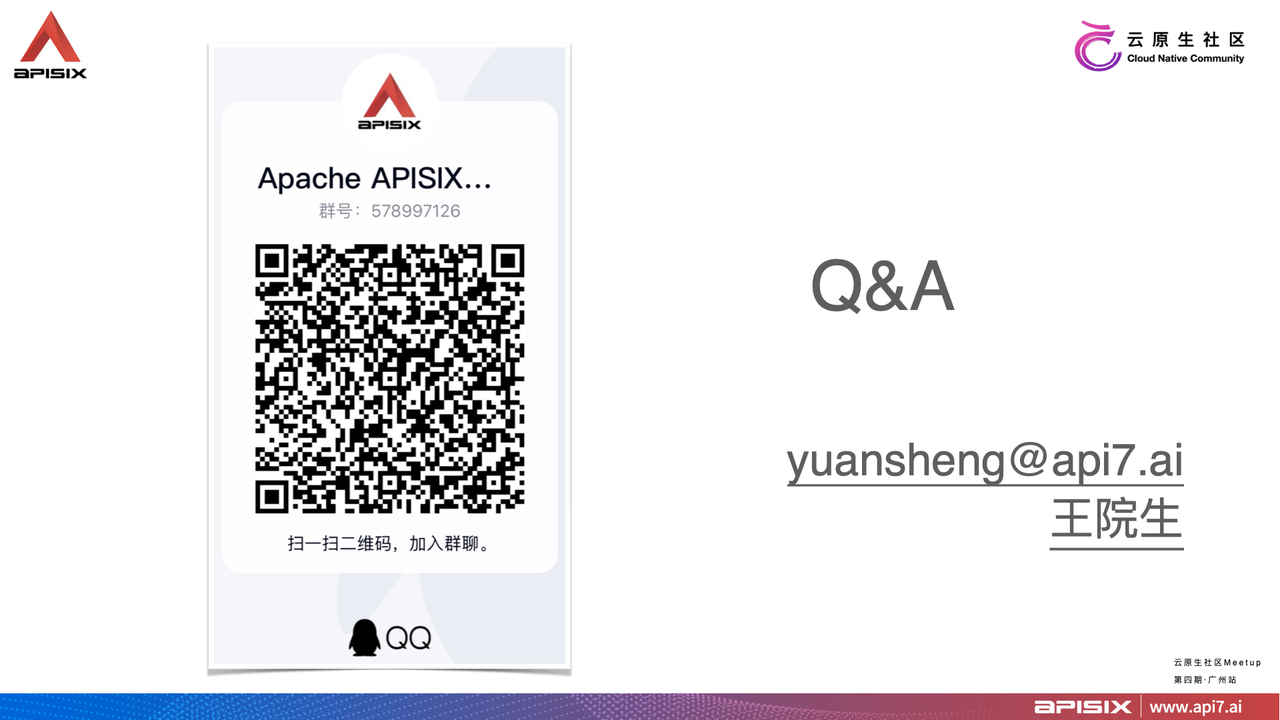 APISIX
云原生社区
Cloud Native Community
APISIX
Apache APISIX...
群号：578997126
扫一扫二维码，加入群聊。
QQ
Q&A
yuansheng@api7.ai
王院生
云原生社区Meetup
第四期·广州站
APISIX | www.api7.ai